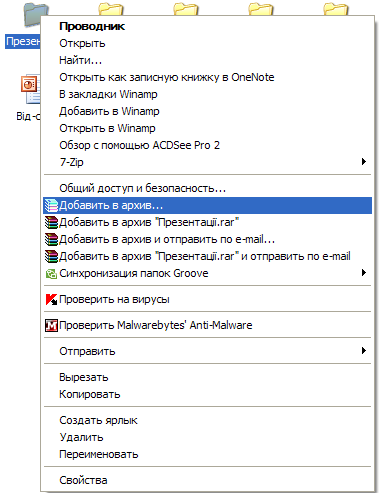 Проводник
Презен
Открыть
Найти...
Открыть как записную книжку в OneNote
В закладки Winamp
Добавить в Winamp
Від-с
Открыть в Winamp
Обзор с помощью ACDSee Pro 2
7-Zip
Общий доступ и безопасность...
Добавить в архив...
Добавить в архив "Презентації.rar"
Добавить в архив и отправить по e-mail...
Добавить в архив "Презентації.rar" и отправить по e-mail
Синхронизация папок Groove
Проверить на вирусы
Проверить Malwarebytes' Anti-Malware
Отправить
Вырезать
Копировать
Создать ярлык
Удалить
Переименовать
Свойства